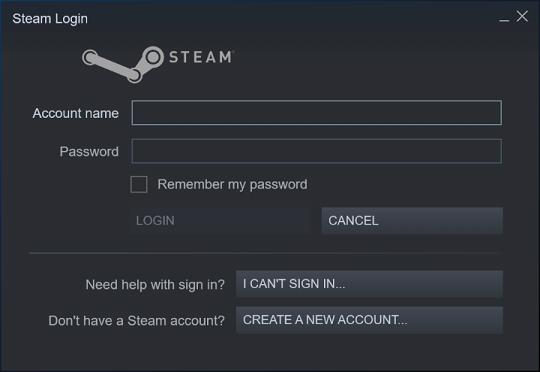 Steam Login
STEAM
Account name
Password
Remember my password
LOGIN
CANCEL
Need help with sign in?
I CAN'T SIGN IN...
Don't have a Steam account?
CREATE A NEW ACCOUNT...